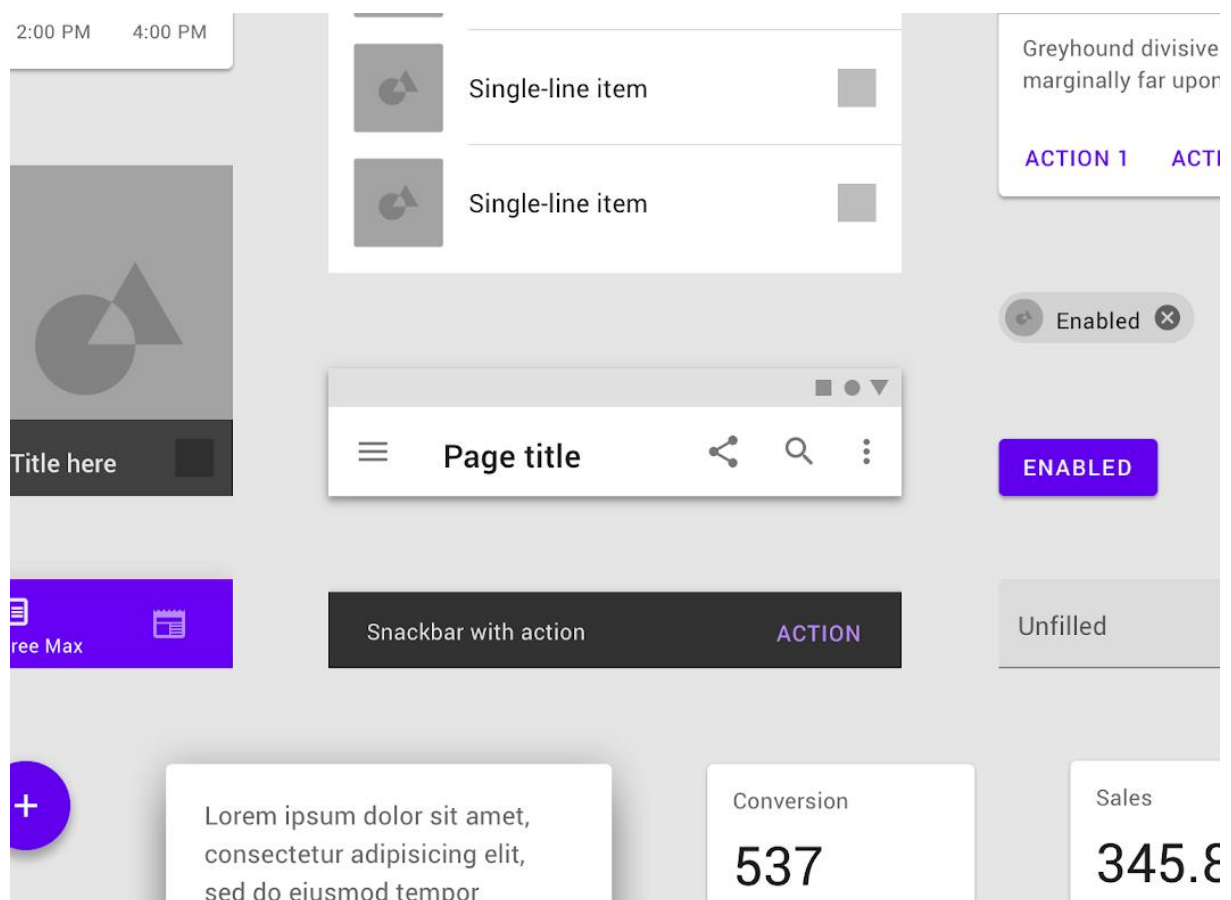 2:00 PM 4:00 PM
Single-line item
Single-line item
Greyhound divisive
marginally far upon
ACTION 1
Enabled
Title here
Page title
ENABLED
Max
Snackbar with action ACTION
Unfilled
Lorem ipsum dolor sit amet,
consectetur adipisicing elit,
sed do eiusmod tempor
Conversion
537
Sales
345.8